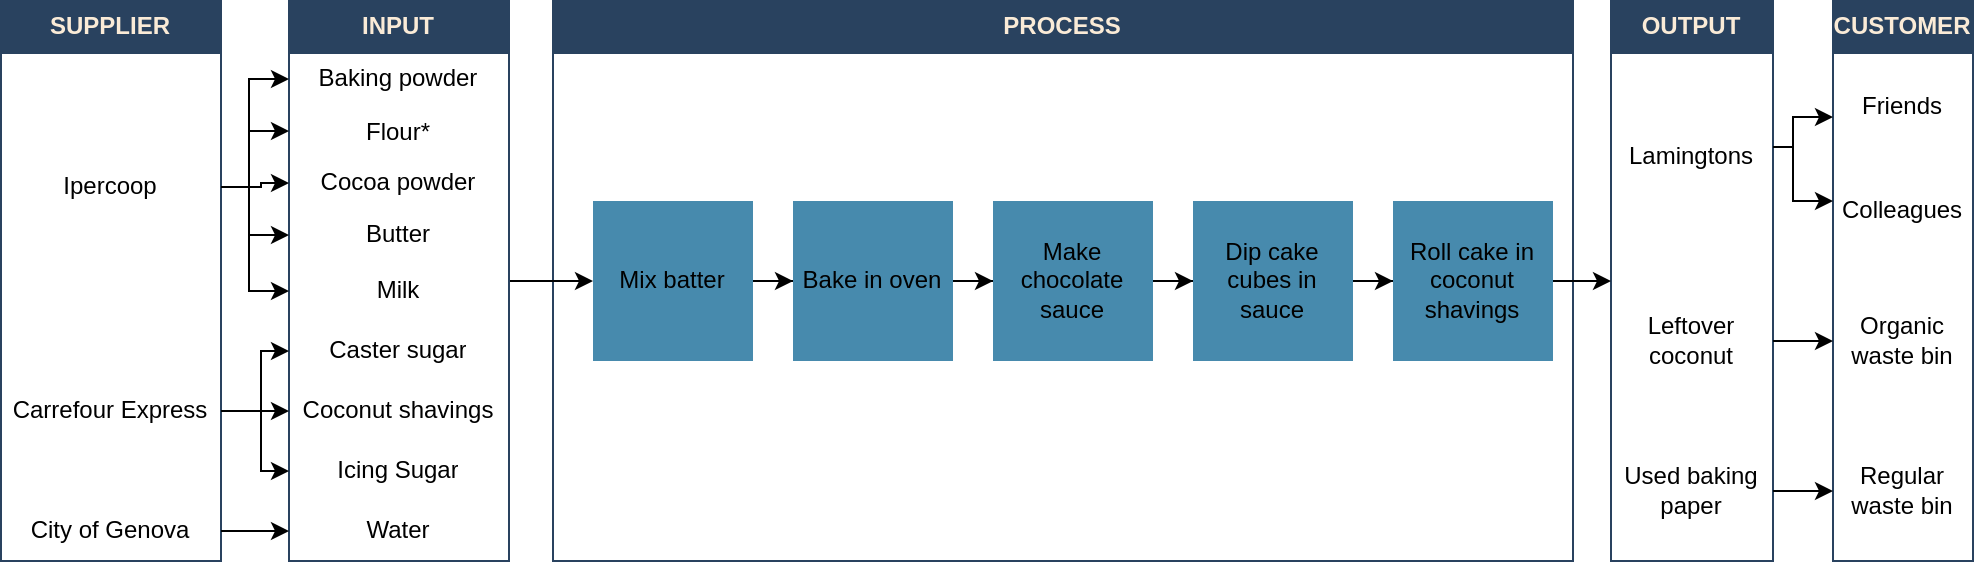 SUPPLIER
Ipercoop
Carrefour Express
City of Genova
INPUT
Baking powder
Flour*
Cocoa powder
Butter
Milk
Caster sugar
Coconut shavings
Icing Sugar
Water
PROCESS
Mix batter
Bake in oven
Make
chocolate
sauce
Dip cake
cubes in
sauce
Roll cake in
coconut
shavings
OUTPUT
Lamingtons
Leftover
coconut
Used baking
paper
CUSTOMER
Friends
Colleagues
Organic
waste bin
Regular
waste bin